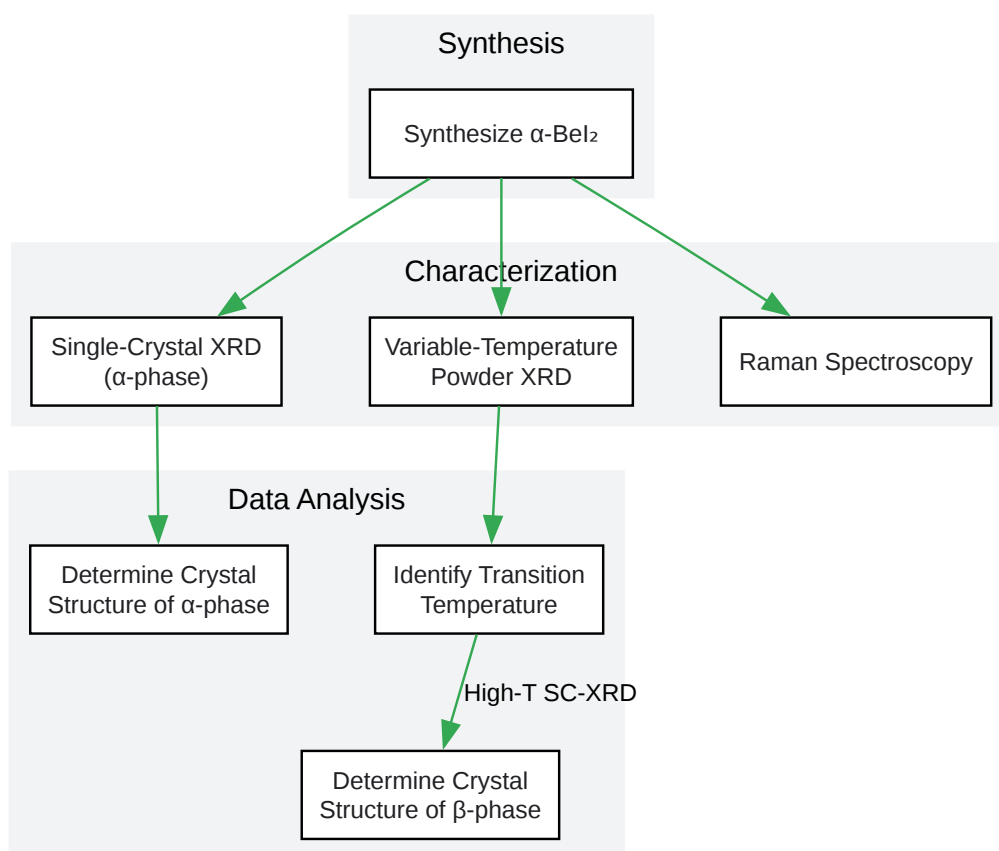 Synthesis
Synthesize α-BeI₂
Characterization
Single-Crystal XRD
(α-phase)
Variable-Temperature
Powder XRD
Raman Spectroscopy
Data Analysis
Determine Crystal
Structure of α-phase
Identify Transition
Temperature
High-T SC-XRD
Determine Crystal
Structure of β-phase